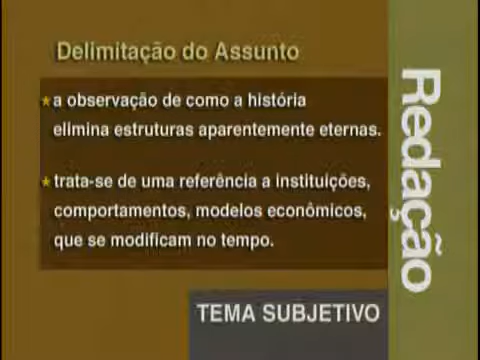 Delimitação do Assunto
a observação de como a história
elimina estruturas aparentemente eternas.
trata-se de uma referência a instituições,
comportamentos, modelos econômicos,
que se modificam no tempo.
TEMA SUBJETIVO
Redação